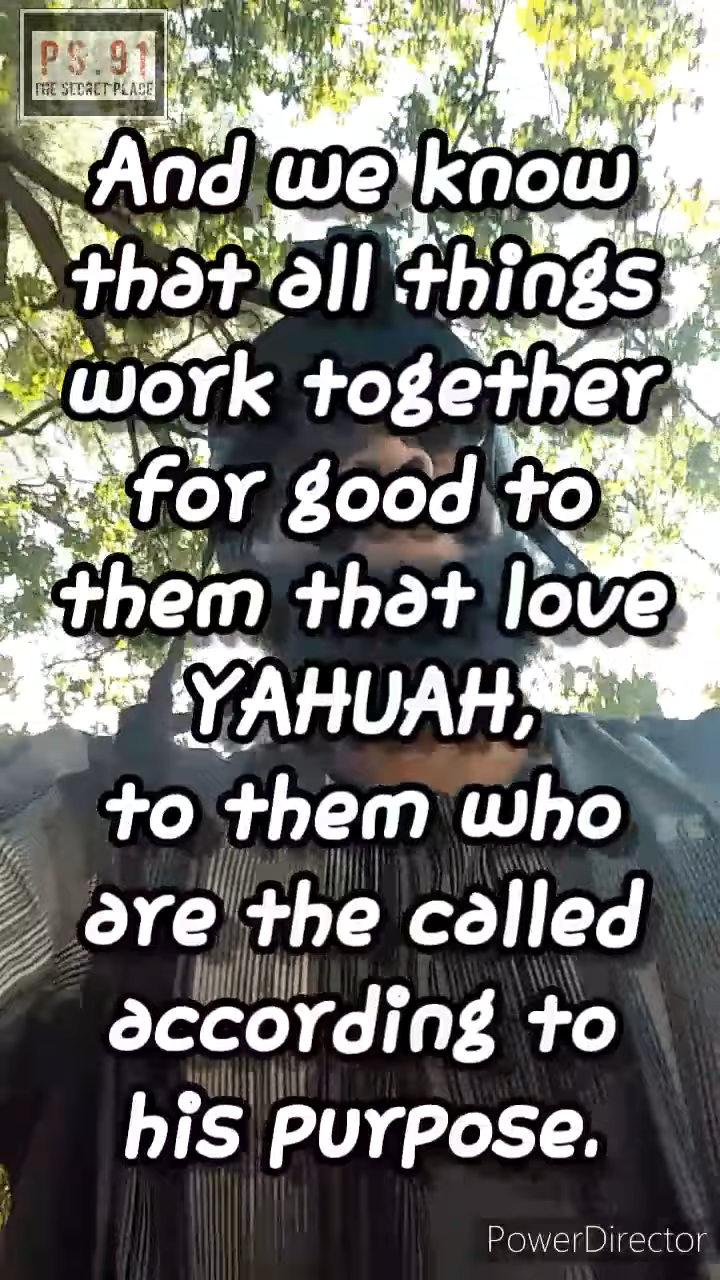 PS:91
THE SECRET PLACE
And we know
that all things
work together
for good to
them that love
YAHUAH,
to them who
are the called
according to
his purpose.
PowerDirector